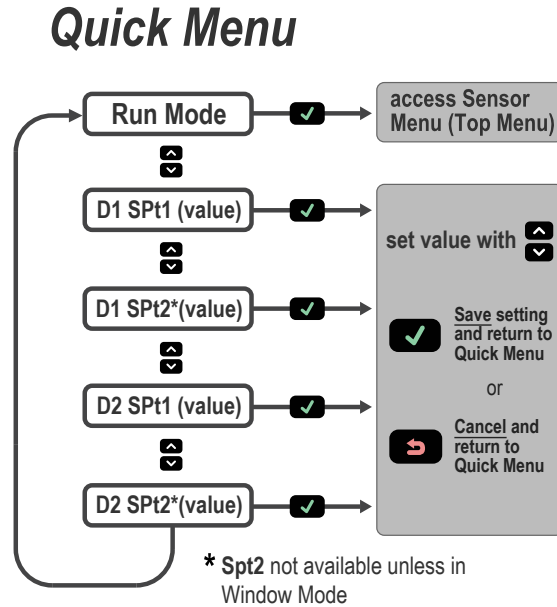 Quick Menu
Run Mode
access Sensor
Menu (Top Menu)
D1 SPt1 (value)
set value with
D1 SPt2*(value)
Save setting
and return to
Quick Menu
or
D2 SPt1 (value)
Cancel and
return to
Quick Menu
D2 SPt2*(value)
* Spt2 not available unless in
Window Mode